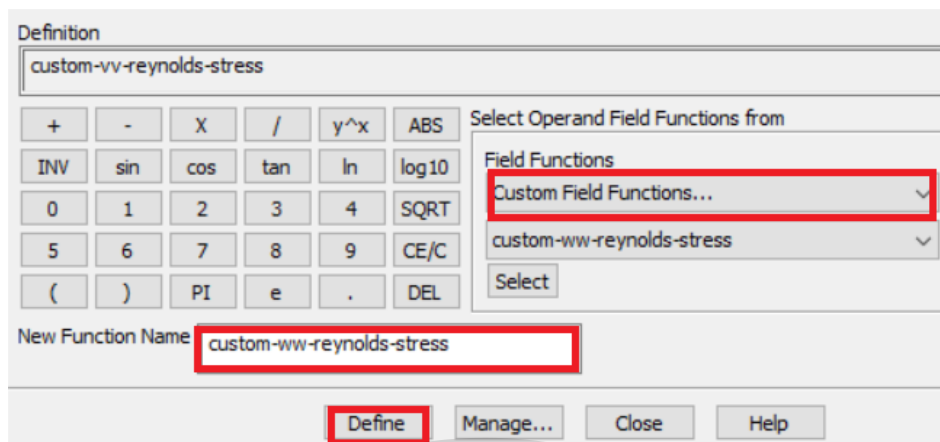 Definition
custom-vv-reynolds-stress
+ - X / y^x ABS
INV sin cos tan ln log10
0 1 2 3 4 SQRT
5 6 7 8 9 CE/C
( ) PI e . DEL
Select Operand Field Functions from
Field Functions
Custom Field Functions...
custom-ww-reynolds-stress
Select
New Function Name custom-ww-reynolds-stress
Define Manage... Close Help